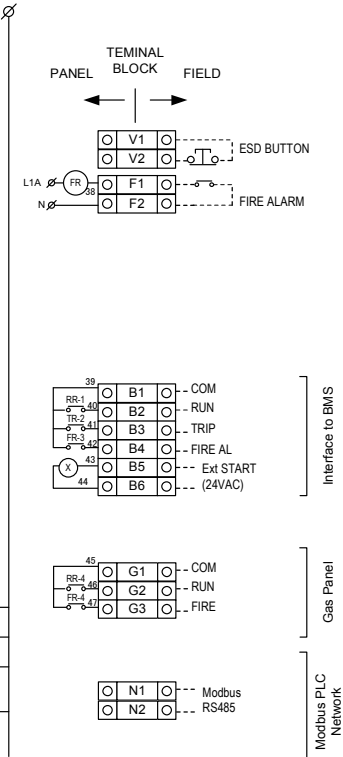 TEMINAL
PANEL BLOCK FIELD
V1
V2
ESD BUTTON
L1A FR 38 F1
N F2
FIRE ALARM
39 B1 COM
RR-1 40 B2 RUN
TR-2 41 B3 TRIP
FR-3 42 B4 FIRE AL
X 43 B5 Ext START
44 B6 (24VAC)
Interface to BMS
45 G1 COM
RR-4 46 G2 RUN
FR-4 47 G3 FIRE
Gas Panel
N1 Modbus
N2 RS485
Modbus PLC
Network